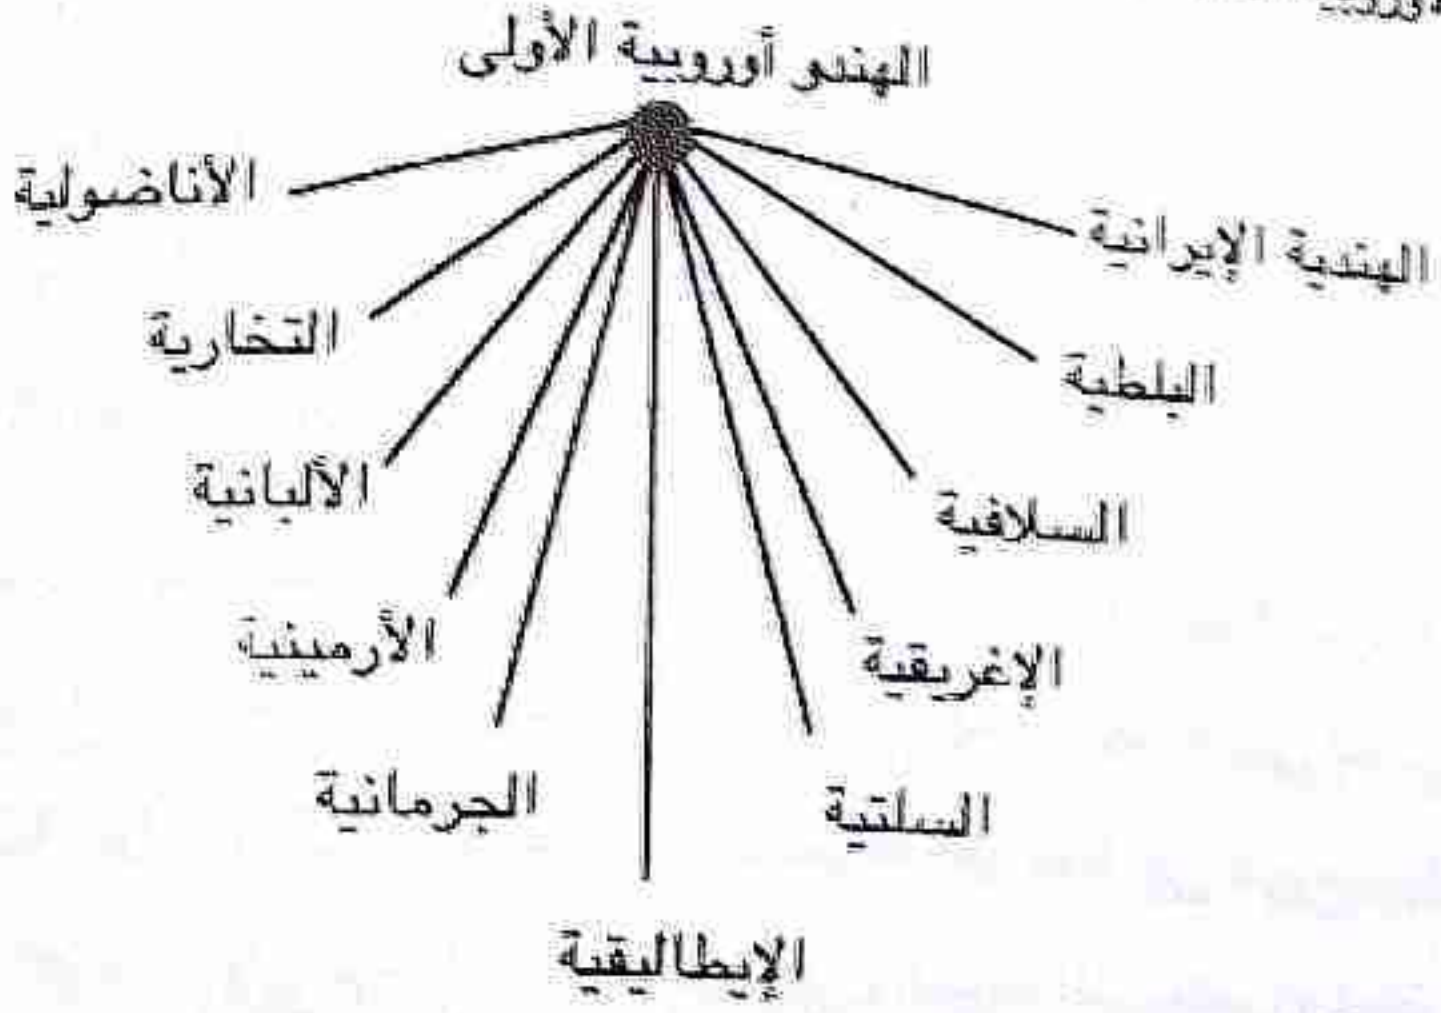 الهندو أوروبية الأولى
الأناضولية
الهندية الإيرانية
التخارية
البلطية
الألبانية
السلافية
الأرمينية
الإغريقية
الجرمانية
السلتية
الإيطاليقية